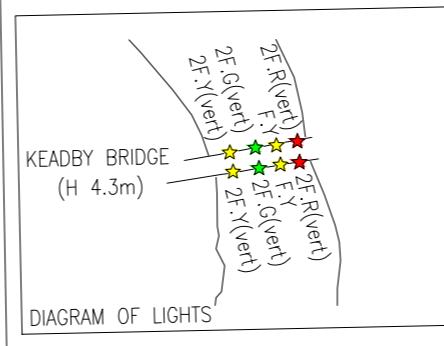 2F.Y(vert)
2F.G(vert)
F.Y
2F.R(vert)
KEADBY BRIDGE
(H 4.3m)
2F.Y(vert)
2F.G(vert)
F.Y
2F.R(vert)
DIAGRAM OF LIGHTS